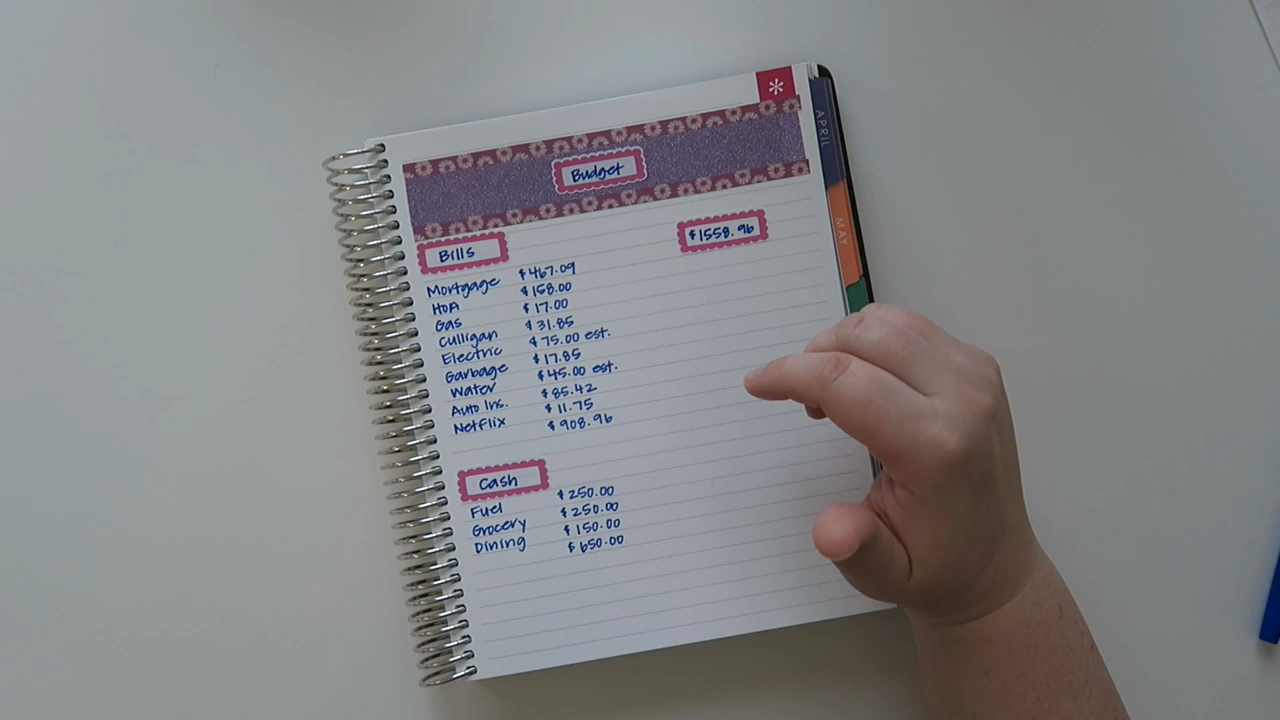 *
Budget
$1558.96
Bills
Mortgage $467.09
HOA $158.00
Gas $17.00
Culligan $31.85
Electric $75.00 est.
Garbage $17.85
Water $45.00 est.
Auto Ins. $85.42
Netflix $11.75
$908.96
Cash
Fuel $250.00
Grocery $250.00
Dining $150.00
$650.00
APRIL
MAY